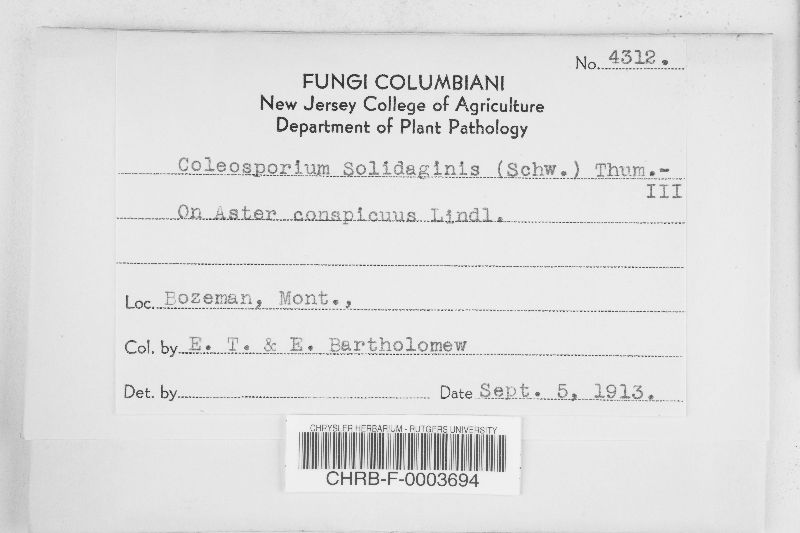 No. 4312.
FUNGI COLUMBIANI
New Jersey College of Agriculture
Department of Plant Pathology
Coleosporium Solidaginis (Schw.) Thum.-
III
On Aster conspicuus Lindl.
Loc. Bozeman, Mont.,
Col. by E. T. & E. Bartholomew
Det. by
Date Sept. 5, 1913.
CHRYSLER HERBARIUM - RUTGERS UNIVERSITY
CHRB-F-0003694